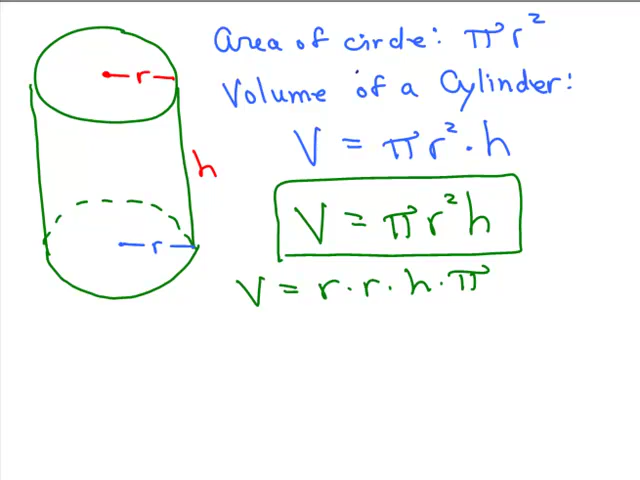 Area of circle: πr²
Volume of a Cylinder:
V = πr²·h
V = πr²h
V = r·r·h·π
r
h
r